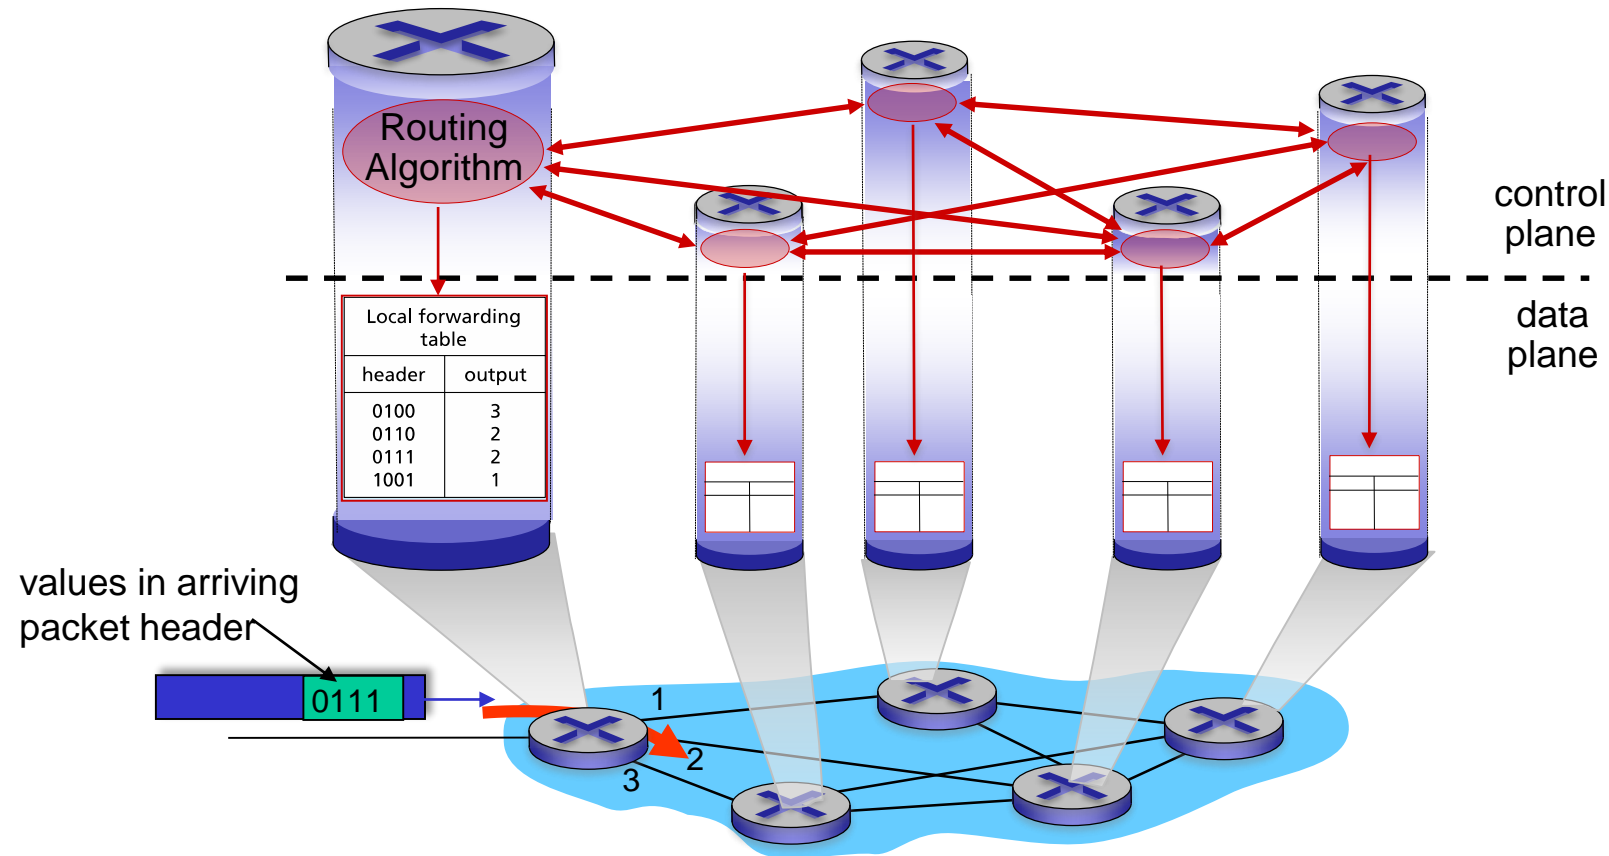 Routing
Algorithm
control
plane
data
plane
Local forwarding
table
header output
0100 3
0110 2
0111 2
1001 1
values in arriving
packet header
0111
1
2
3